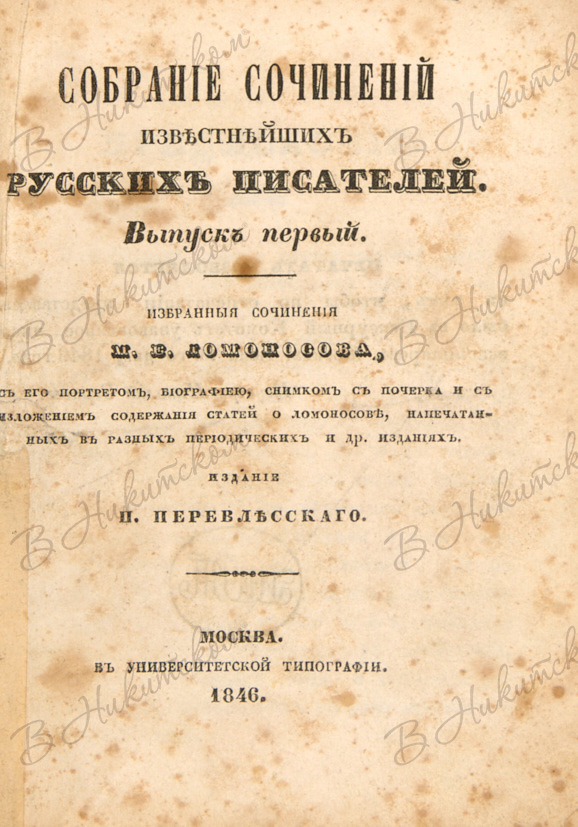 СОБРАНІЕ СОЧИНЕНІЙ
ИЗВѢСТНѢЙШИХЪ
РУССКИХЪ ПИСАТЕЛЕЙ.
Выпускъ первый.
ИЗБРАННЫЯ СОЧИНЕНІЯ
М. В. ЛОМОНОСОВА,
СЪ ЕГО ПОРТРЕТОМЪ, БІОГРАФІЕЮ, СНИМКОМЪ СЪ ПОЧЕРКА И СЪ
ИЗЛОЖЕНІЕМЪ СОДЕРЖАНІЯ СТАТЕЙ О ЛОМОНОСОВѢ, НАПЕЧАТАН-
НЫХЪ ВЪ РАЗНЫХЪ ПЕРІОДИЧЕСКИХЪ И ДР. ИЗДАНІЯХЪ.
ИЗДАНІЕ
П. ПЕРЕВЛѢССКАГО.
МОСКВА.
ВЪ УНИВЕРСИТЕТСКОЙ ТИПОГРАФІИ.
1846.
В Никитском